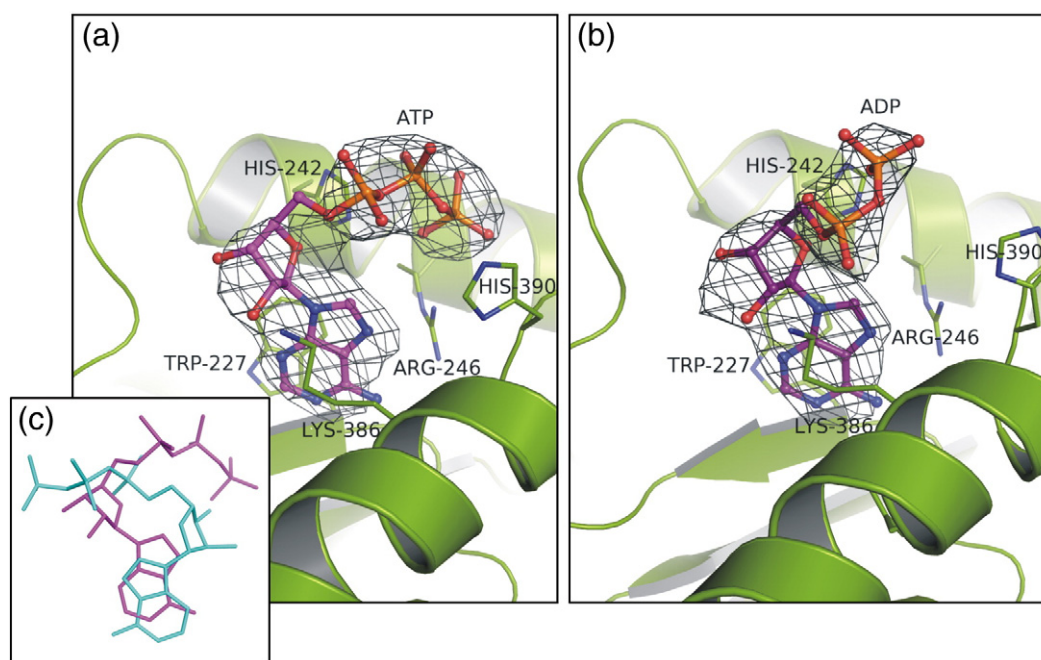 (a)
ATP
HIS-242
HIS-390
TRP-227
ARG-246
LYS-386
(b)
ADP
HIS-242
HIS-390
ARG-246
TRP-227
LYS-386
(c)